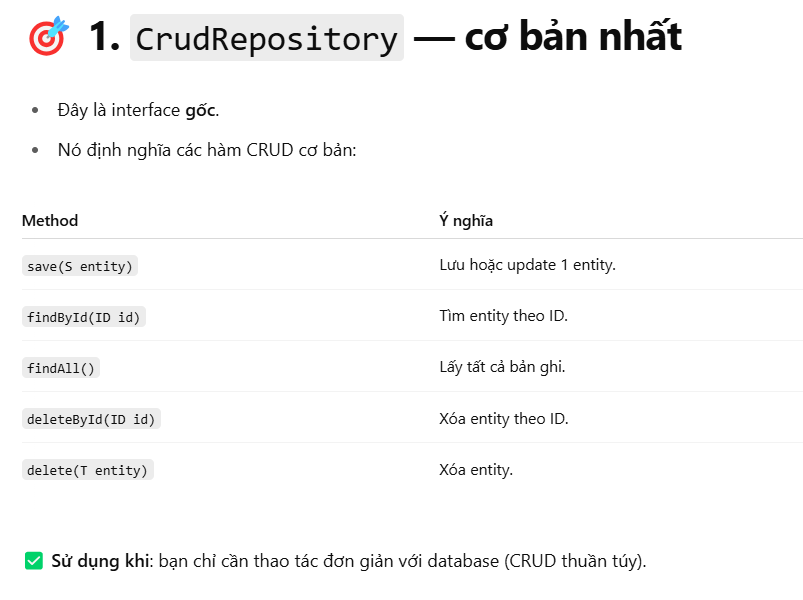 🎯 1. CrudRepository — cơ bản nhất
• Đây là interface gốc.
• Nó định nghĩa các hàm CRUD cơ bản:
Method Ý nghĩa
save(S entity) Lưu hoặc update 1 entity.
findById(ID id) Tìm entity theo ID.
findAll() Lấy tất cả bản ghi.
deleteById(ID id) Xóa entity theo ID.
delete(T entity) Xóa entity.
✅ Sử dụng khi: bạn chỉ cần thao tác đơn giản với database (CRUD thuần túy).